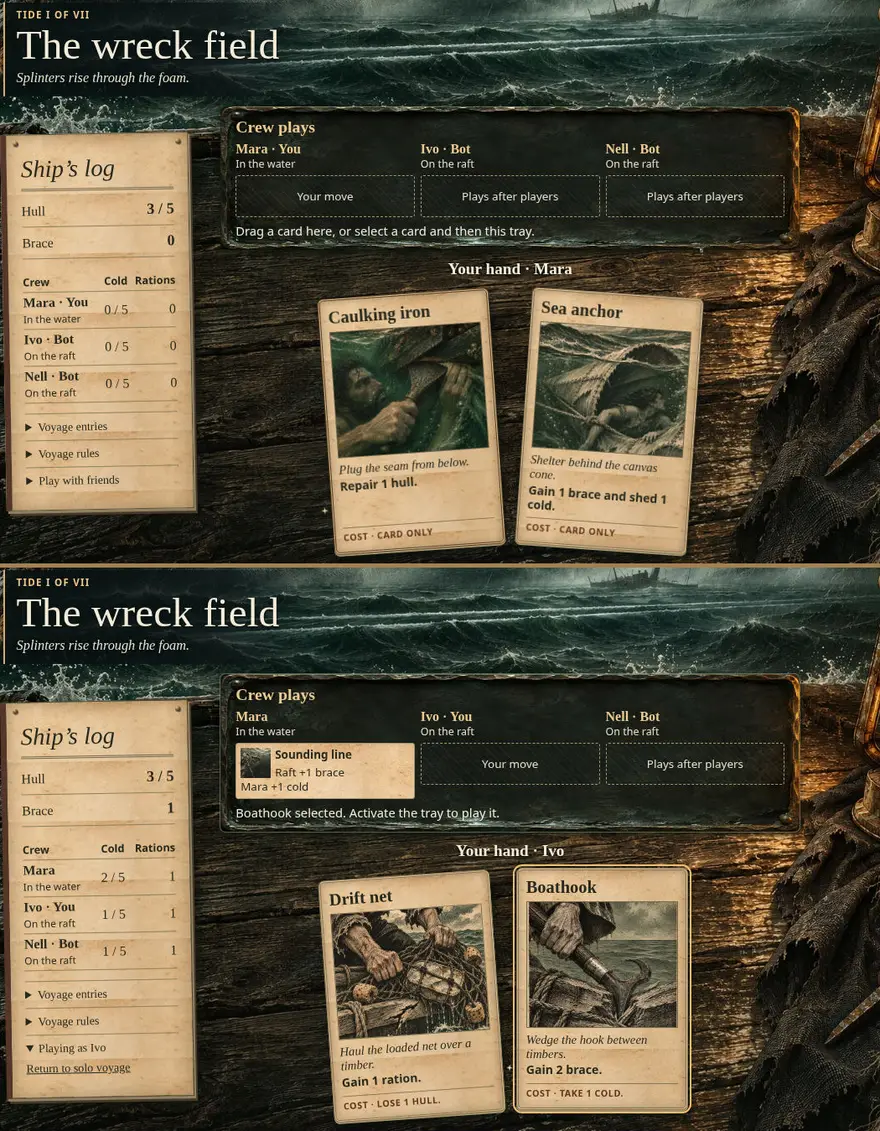 TIDE I OF VII
The wreck field
Splinters rise through the foam.
Crew plays
Mara · You
In the water
Your move
Ivo · Bot
On the raft
Plays after players
Nell · Bot
On the raft
Plays after players
Drag a card here, or select a card and then this tray.
Ship’s log
Hull 3 / 5
Brace 0
Crew Cold Rations
Mara · You 0 / 5 0
In the water
Ivo · Bot 0 / 5 0
On the raft
Nell · Bot 0 / 5 0
On the raft
Voyage entries
Voyage rules
Play with friends
Your hand · Mara
Caulking iron
Plug the seam from below.
Repair 1 hull.
COST · CARD ONLY
Sea anchor
Shelter behind the canvas
cone.
Gain 1 brace and shed 1
cold.
COST · CARD ONLY
TIDE I OF VII
The wreck field
Splinters rise through the foam.
Crew plays
Mara
In the water
Sounding line
Raft +1 brace
Mara +1 cold
Ivo · You
On the raft
Your move
Nell · Bot
On the raft
Plays after players
Boathook selected. Activate the tray to play it.
Ship’s log
Hull 3 / 5
Brace 1
Crew Cold Rations
Mara 2 / 5 1
In the water
Ivo · You 1 / 5 1
On the raft
Nell · Bot 1 / 5 1
On the raft
Voyage entries
Voyage rules
Playing as Ivo
Return to solo voyage
Your hand · Ivo
Drift net
Haul the loaded net over a
timber.
Gain 1 ration.
COST · LOSE 1 HULL.
Boathook
Wedge the hook between
timbers.
Gain 2 brace.
COST · TAKE 1 COLD.